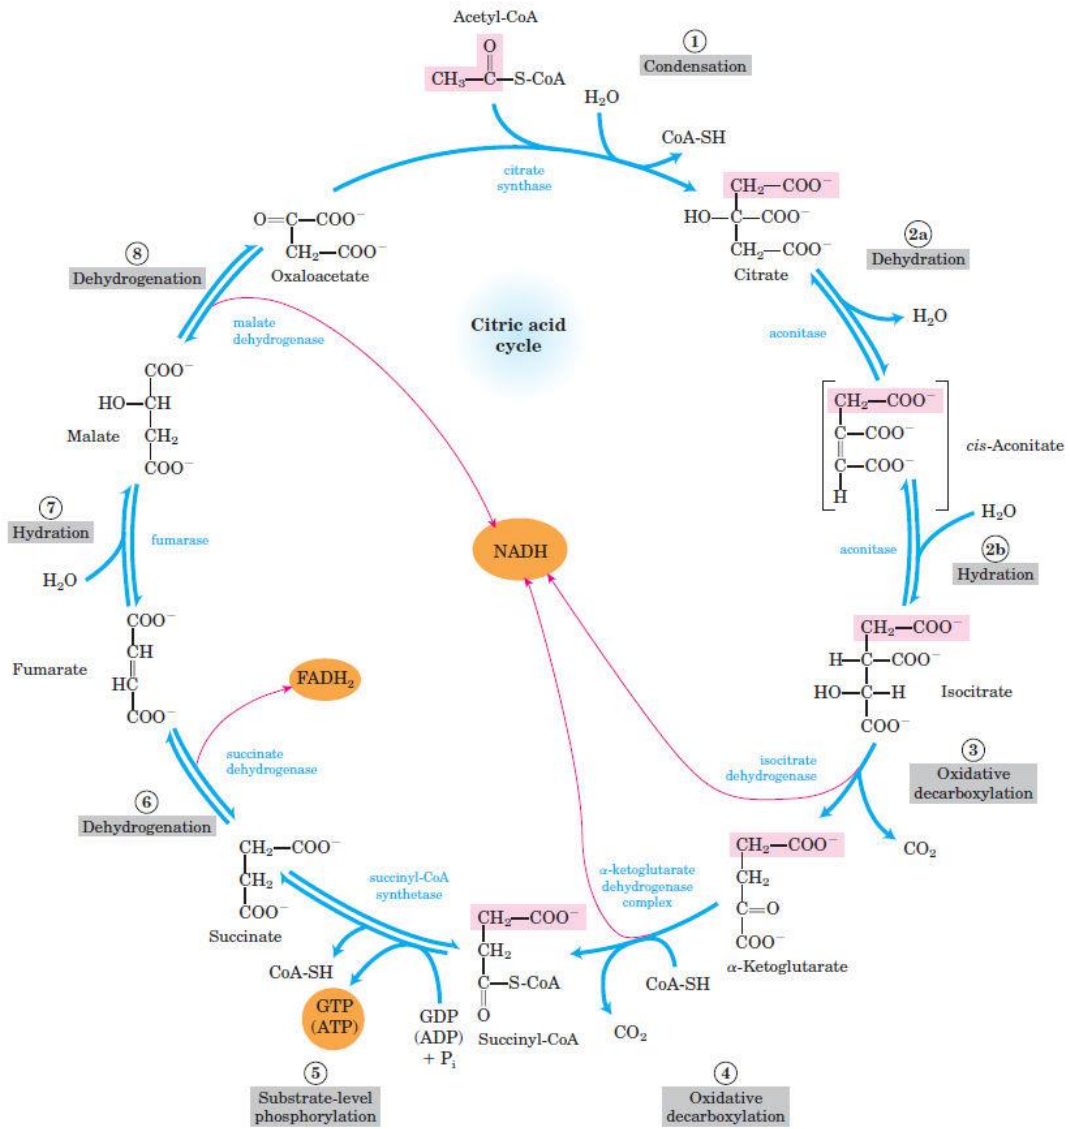 Acetyl-CoA
O
CH₃—C—S-CoA
①
Condensation
H₂O
CoA-SH
citrate
synthase
CH₂—COO⁻
HO—C—COO⁻
CH₂—COO⁻
Citrate
2a
Dehydration
H₂O
aconitase
CH₂—COO⁻
C—COO⁻
C—COO⁻
H
cis-Aconitate
H₂O
aconitase
2b
Hydration
CH₂—COO⁻
H—C—COO⁻
HO—C—H
COO⁻
Isocitrate
③
Oxidative
decarboxylation
isocitrate
dehydrogenase
CO₂
CH₂—COO⁻
CH₂
C=O
COO⁻
α-Ketoglutarate
α-ketoglutarate
dehydrogenase
complex
CoA-SH
CO₂
④
Oxidative
decarboxylation
CH₂—COO⁻
CH₂
C—S-CoA
O
Succinyl-CoA
succinyl-CoA
synthetase
GDP
(ADP)
+ Pᵢ
GTP
(ATP)
CoA-SH
⑤
Substrate-level
phosphorylation
CH₂—COO⁻
CH₂
COO⁻
Succinate
⑥
Dehydrogenation
succinate
dehydrogenase
FADH₂
COO⁻
CH
HC
COO⁻
Fumarate
H₂O
fumarase
⑦
Hydration
COO⁻
HO—CH
CH₂
COO⁻
Malate
malate
dehydrogenase
⑧
Dehydrogenation
O=C—COO⁻
CH₂—COO⁻
Oxaloacetate
Citric acid
cycle
NADH